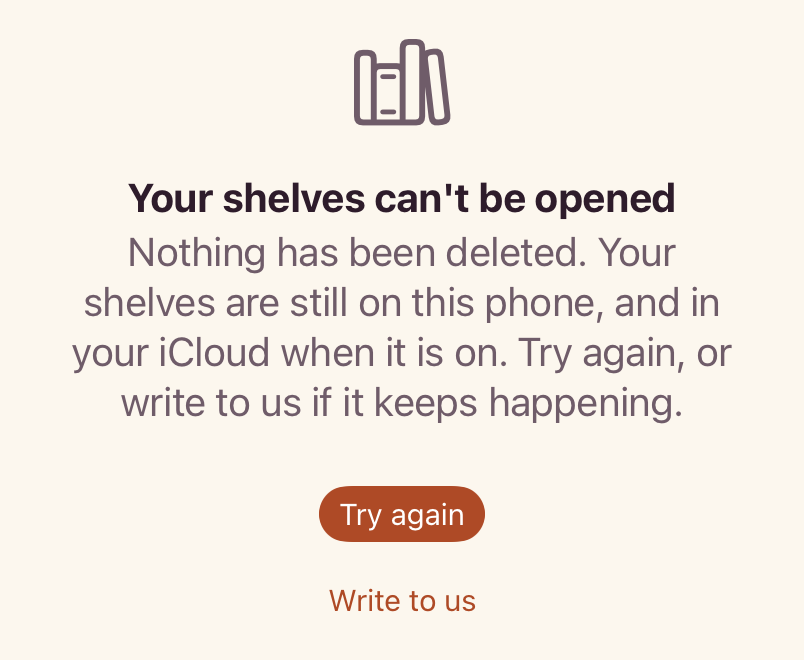 Your shelves can't be opened
Nothing has been deleted. Your
shelves are still on this phone, and in
your iCloud when it is on. Try again, or
write to us if it keeps happening.
Try again
Write to us